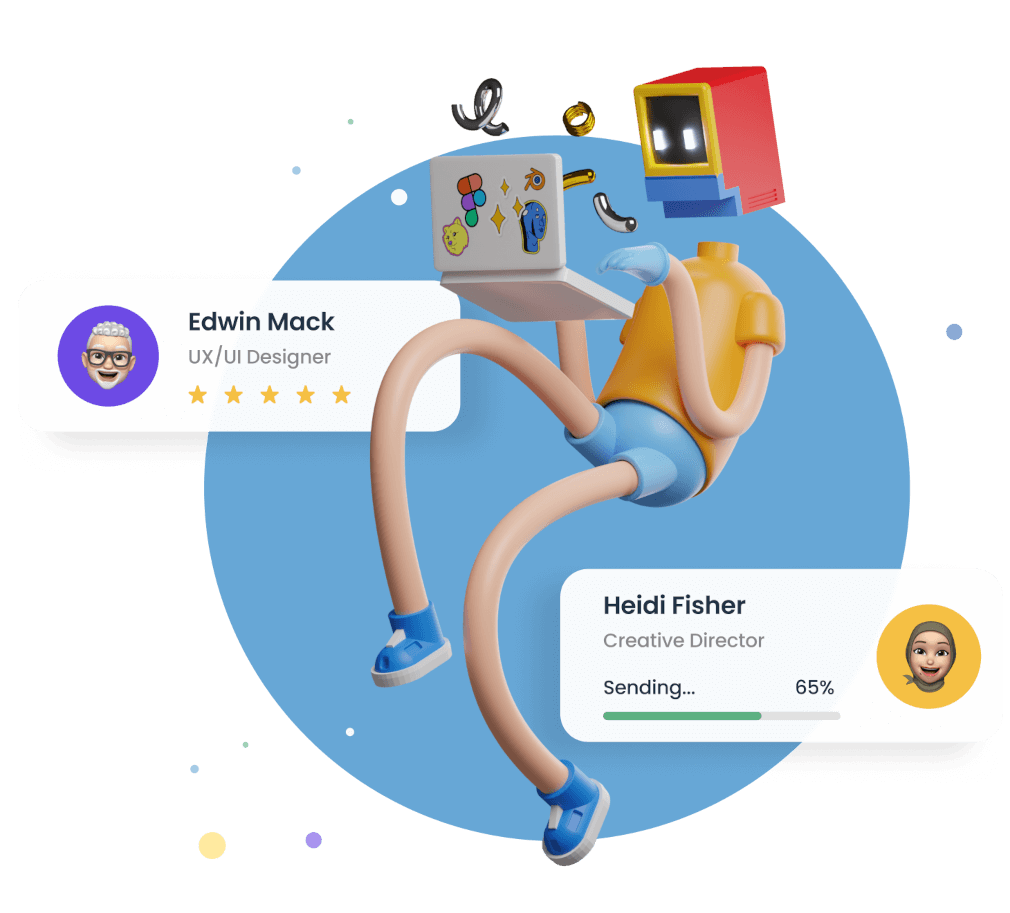 Edwin Mack
UX/UI Designer
Heidi Fisher
Creative Director
Sending... 65%